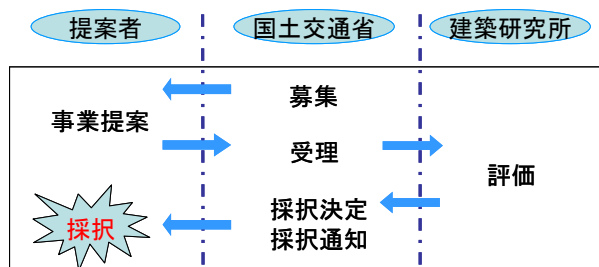 提案者
国土交通省
建築研究所
募集
事業提案
受理
評価
採択決定
採択通知
採択